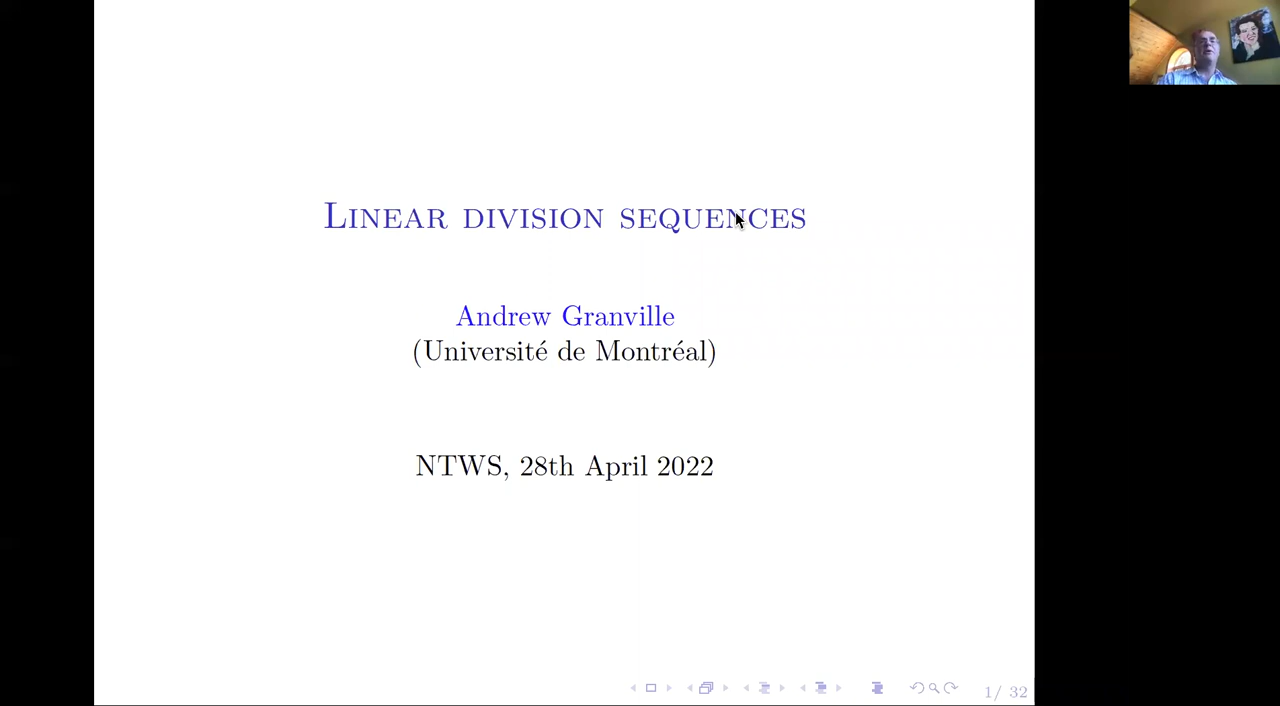 LINEAR DIVISION SEQUENCES
Andrew Granville
(Université de Montréal)
NTWS, 28th April 2022
1/ 32